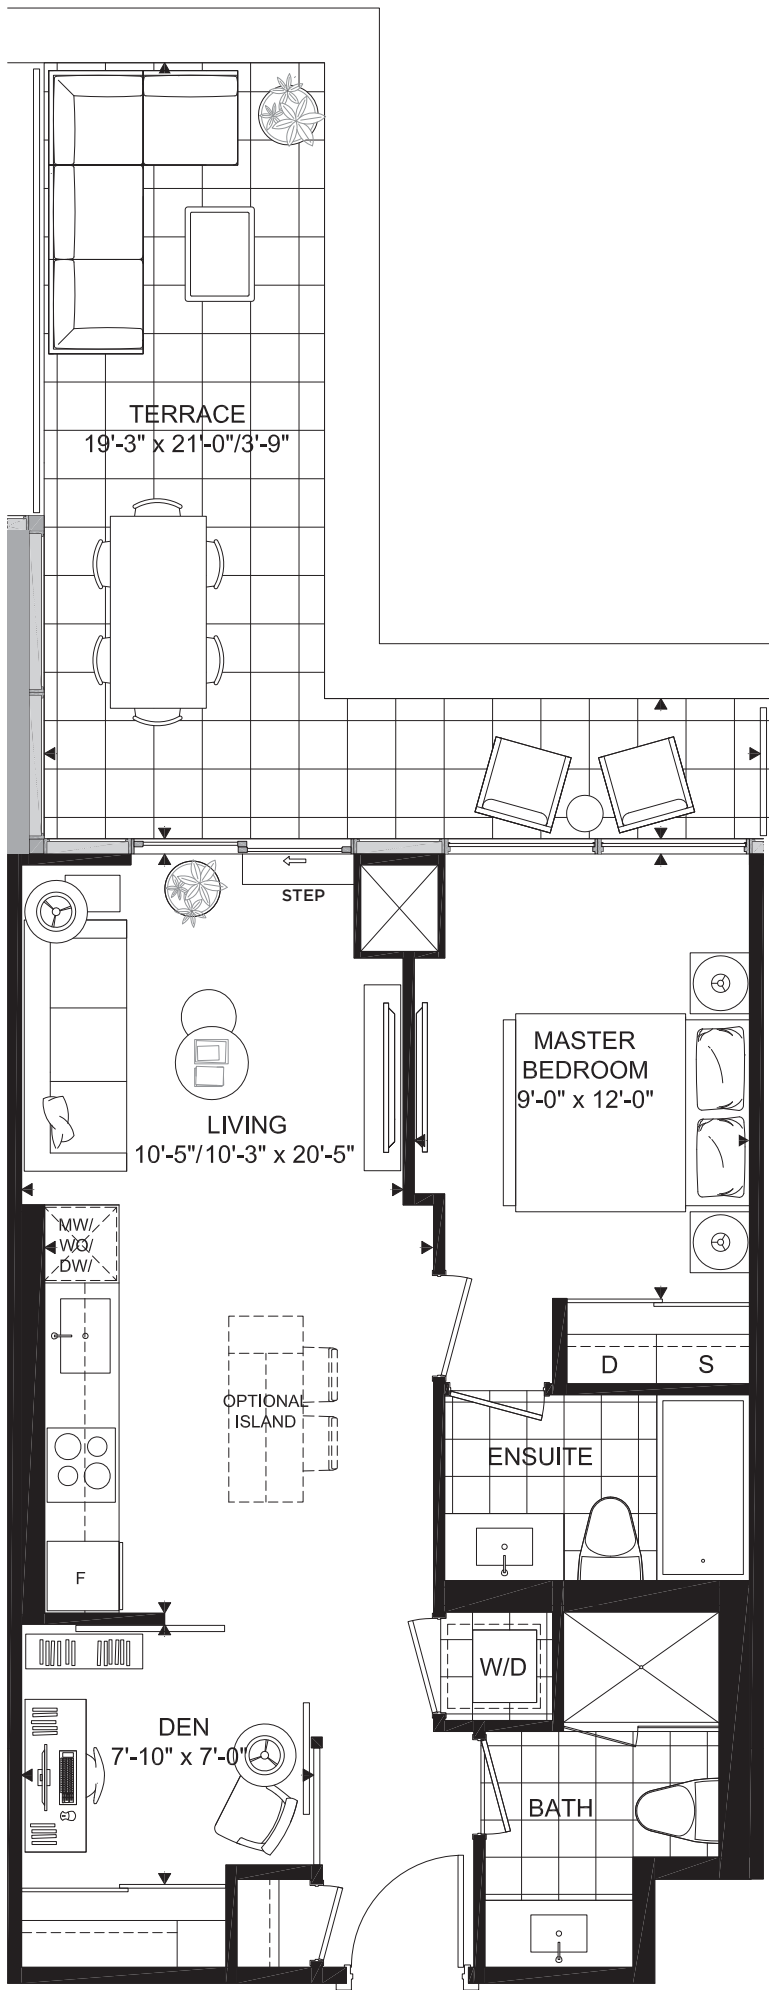 TERRACE
19'-3" x 21'-0"/3'-9"
STEP
MASTER
BEDROOM
9'-0" x 12'-0"
LIVING
10'-5"/10'-3" x 20'-5"
MW/
WO/
DW/
D S
OPTIONAL
ISLAND
ENSUITE
F
W/D
DEN
7'-10" x 7'-0"
BATH